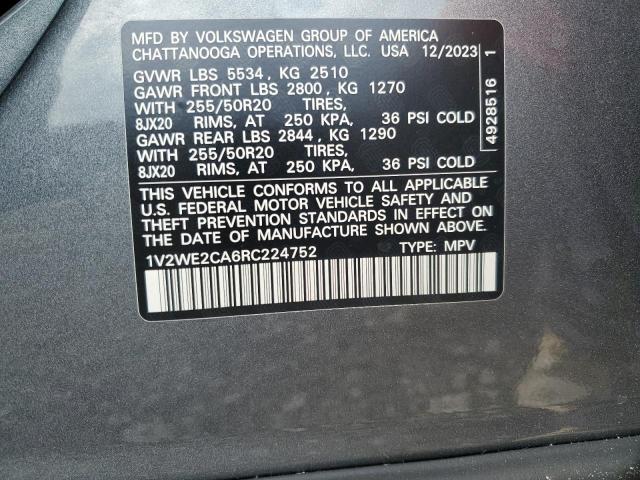 MFD BY VOLKSWAGEN GROUP OF AMERICA
CHATTANOOGA OPERATIONS, LLC. USA 12/2023
GVWR LBS 5534, KG 2510
GAWR FRONT LBS 2800, KG 1270
WITH 255/50R20 TIRES,
8JX20 RIMS, AT 250 KPA, 36 PSI COLD
GAWR REAR LBS 2844, KG 1290
WITH 255/50R20 TIRES,
8JX20 RIMS, AT 250 KPA, 36 PSI COLD
THIS VEHICLE CONFORMS TO ALL APPLICABLE
U.S. FEDERAL MOTOR VEHICLE SAFETY AND
THEFT PREVENTION STANDARDS IN EFFECT ON
THE DATE OF MANUFACTURE SHOWN ABOVE.
1V2WE2CA6RC224752 TYPE: MPV
4928516 1